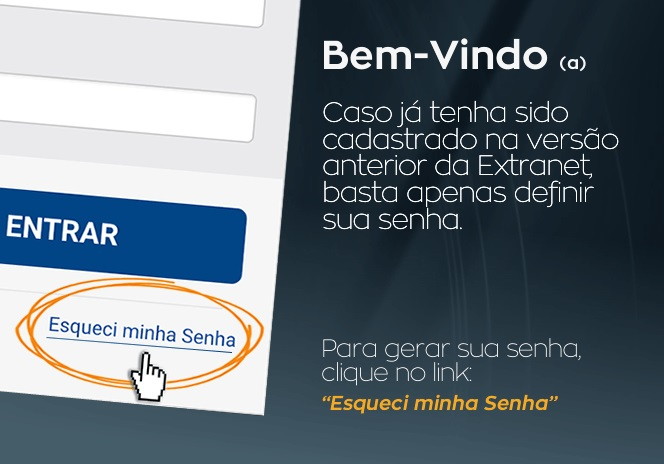 Bem-Vindo (a)
Caso já tenha sido
cadastrado na versão
anterior da Extranet,
basta apenas definir
sua senha.
ENTRAR
Esqueci minha Senha
Para gerar sua senha,
clique no link:
“Esqueci minha Senha”